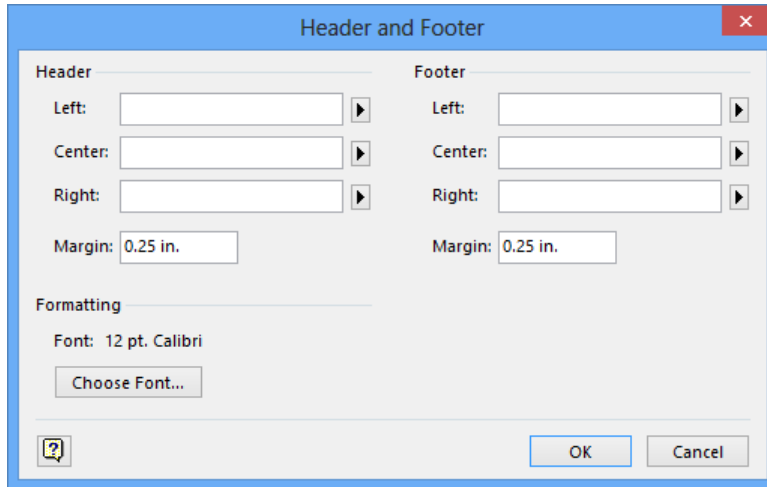 Header and Footer
Header
Left:
Center:
Right:
Margin: 0.25 in.
Footer
Left:
Center:
Right:
Margin: 0.25 in.
Formatting
Font: 12 pt. Calibri
Choose Font...
OK
Cancel